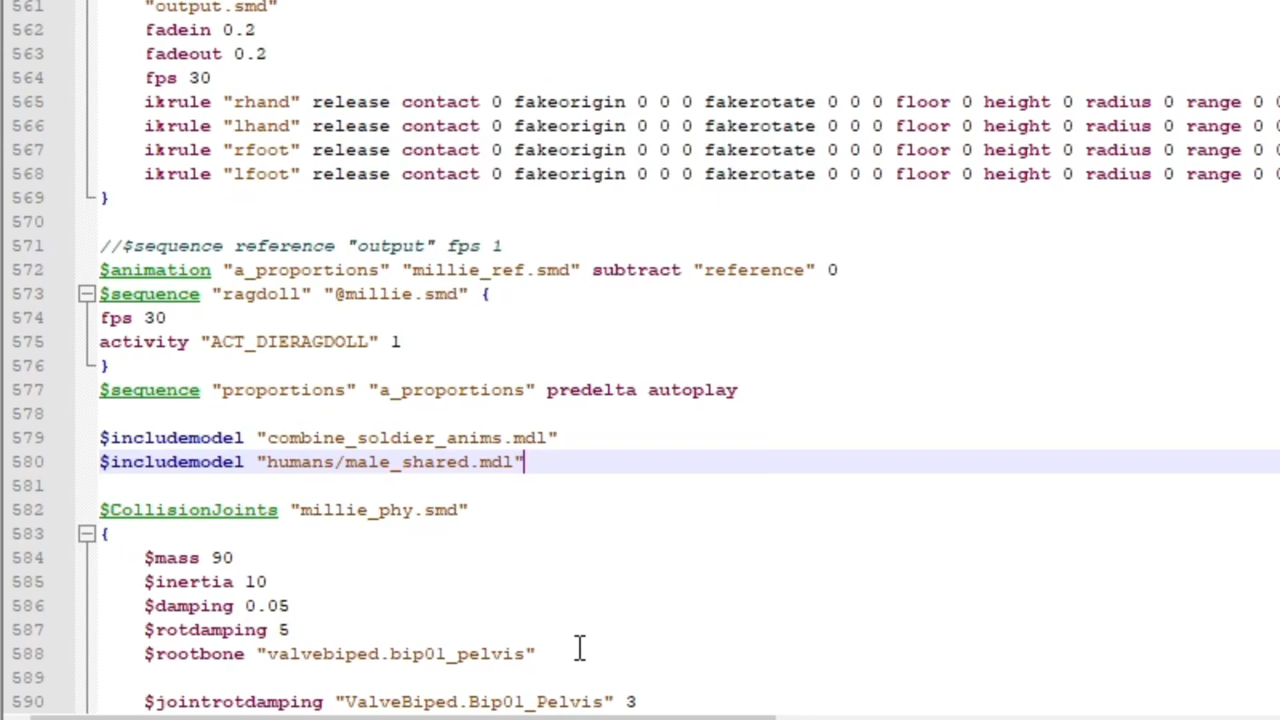 561 "output.smd"
562 fadein 0.2
563 fadeout 0.2
564 fps 30
565 ikrule "rhand" release contact 0 fakeorigin 0 0 0 fakerotate 0 0 0 floor 0 height 0 radius 0 range 0 0
566 ikrule "lhand" release contact 0 fakeorigin 0 0 0 fakerotate 0 0 0 floor 0 height 0 radius 0 range 0 0
567 ikrule "rfoot" release contact 0 fakeorigin 0 0 0 fakerotate 0 0 0 floor 0 height 0 radius 0 range 0 0
568 ikrule "lfoot" release contact 0 fakeorigin 0 0 0 fakerotate 0 0 0 floor 0 height 0 radius 0 range 0 0
569 }
570
571 //$sequence reference "output" fps 1
572 $animation "a_proportions" "millie_ref.smd" subtract "reference" 0
573 $sequence "ragdoll" "@millie.smd" {
574 fps 30
575 activity "ACT_DIERAGDOLL" 1
576 }
577 $sequence "proportions" "a_proportions" predelta autoplay
578
579 $includemodel "combine_soldier_anims.mdl"
580 $includemodel "humans/male_shared.mdl"
581
582 $CollisionJoints "millie_phy.smd"
583 {
584 $mass 90
585 $inertia 10
586 $damping 0.05
587 $rotdamping 5
588 $rootbone "valvebiped.bip01_pelvis"
589
590 $jointrotdamping "ValveBiped.Bip01_Pelvis" 3